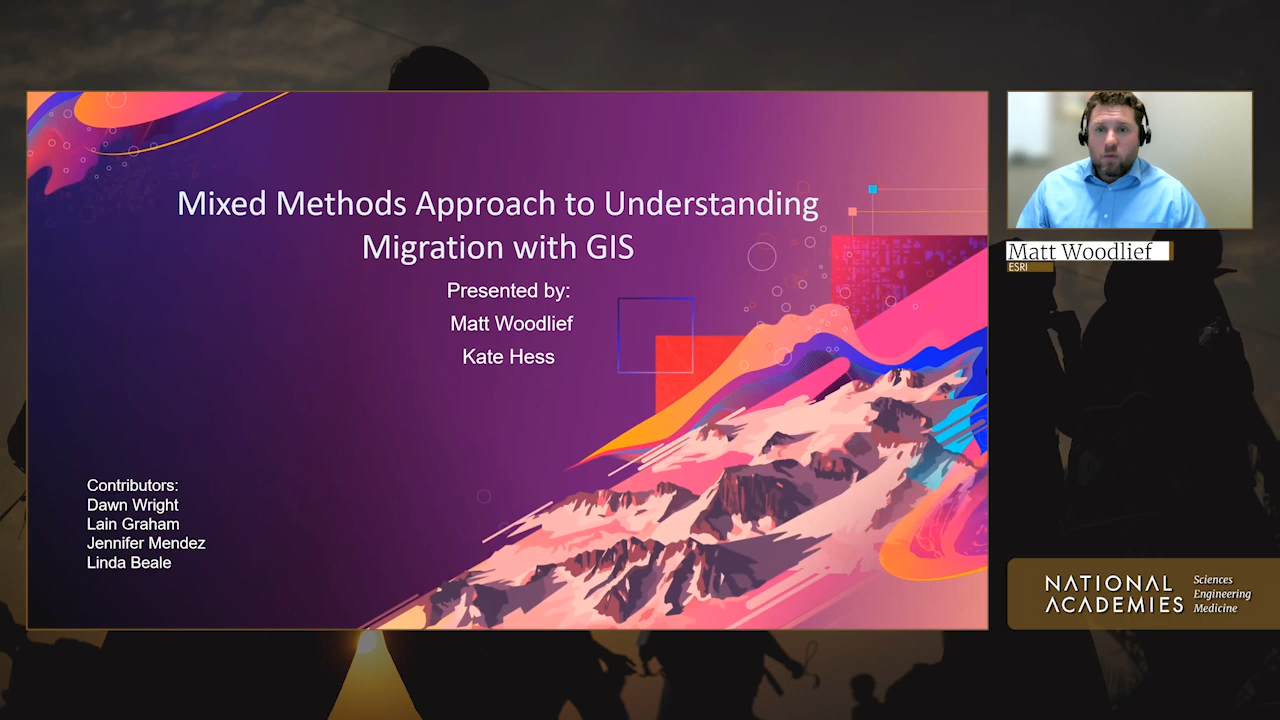 Mixed Methods Approach to Understanding
Migration with GIS
Presented by:
Matt Woodlief
Kate Hess
Contributors:
Dawn Wright
Lain Graham
Jennifer Mendez
Linda Beale
Matt Woodlief
ESRI
NATIONAL
ACADEMIES
Sciences
Engineering
Medicine